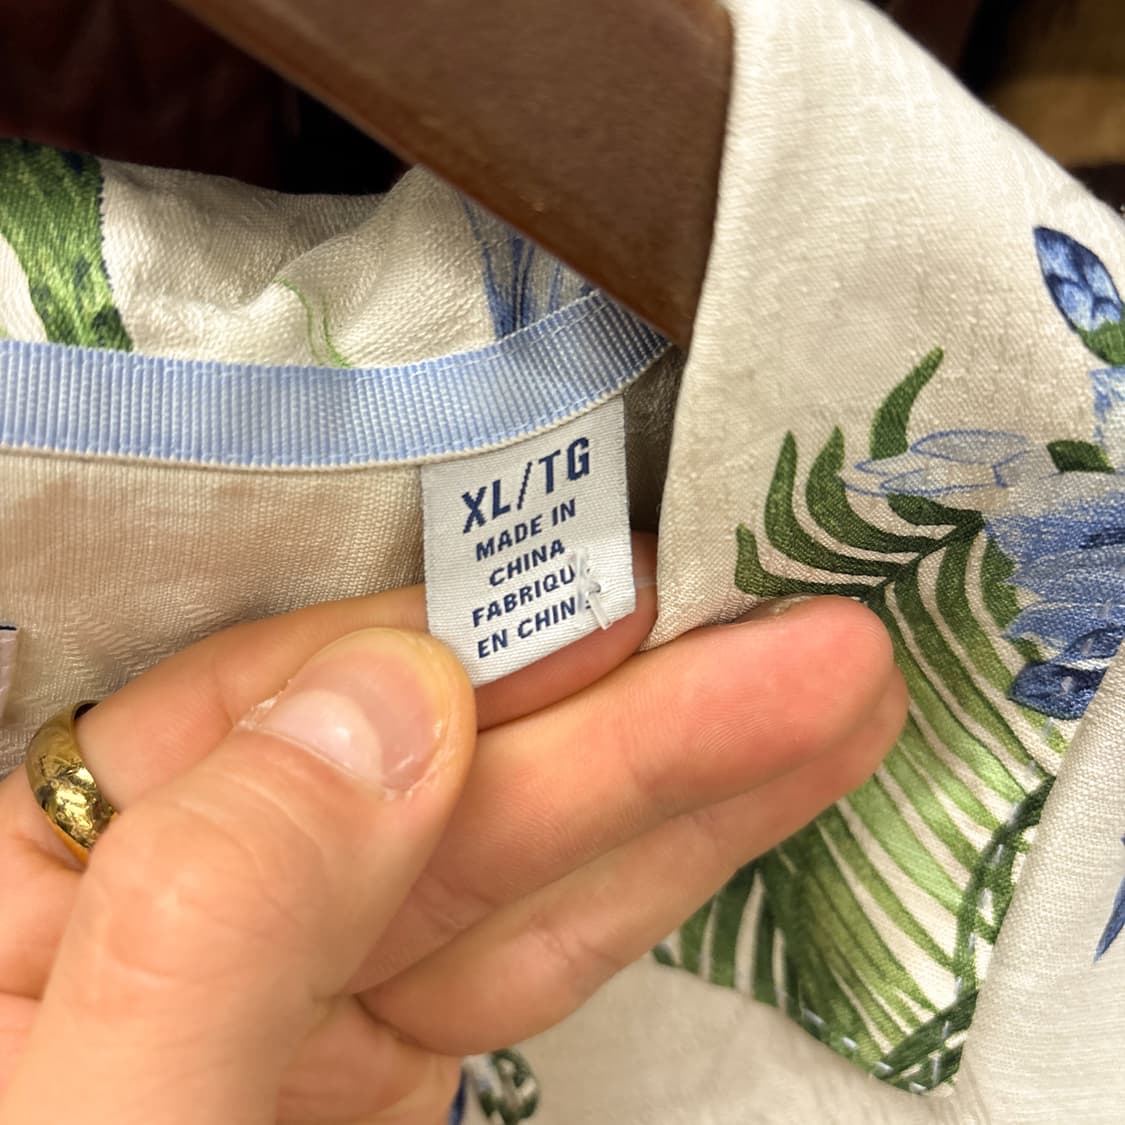 XL/TG
MADE IN
CHINA
FABRIQUÉ
EN CHINE